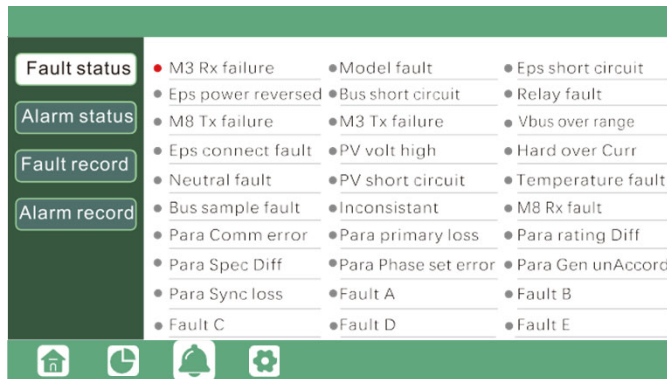 Fault status
Alarm status
Fault record
Alarm record
M3 Rx failure Model fault Eps short circuit
Eps power reversed Bus short circuit Relay fault
M8 Tx failure M3 Tx failure Vbus over range
Eps connect fault PV volt high Hard over Curr
Neutral fault PV short circuit Temperature fault
Bus sample fault Inconsistant M8 Rx fault
Para Comm error Para primary loss Para rating Diff
Para Spec Diff Para Phase set error Para Gen unAccord
Para Sync loss Fault A Fault B
Fault C Fault D Fault E